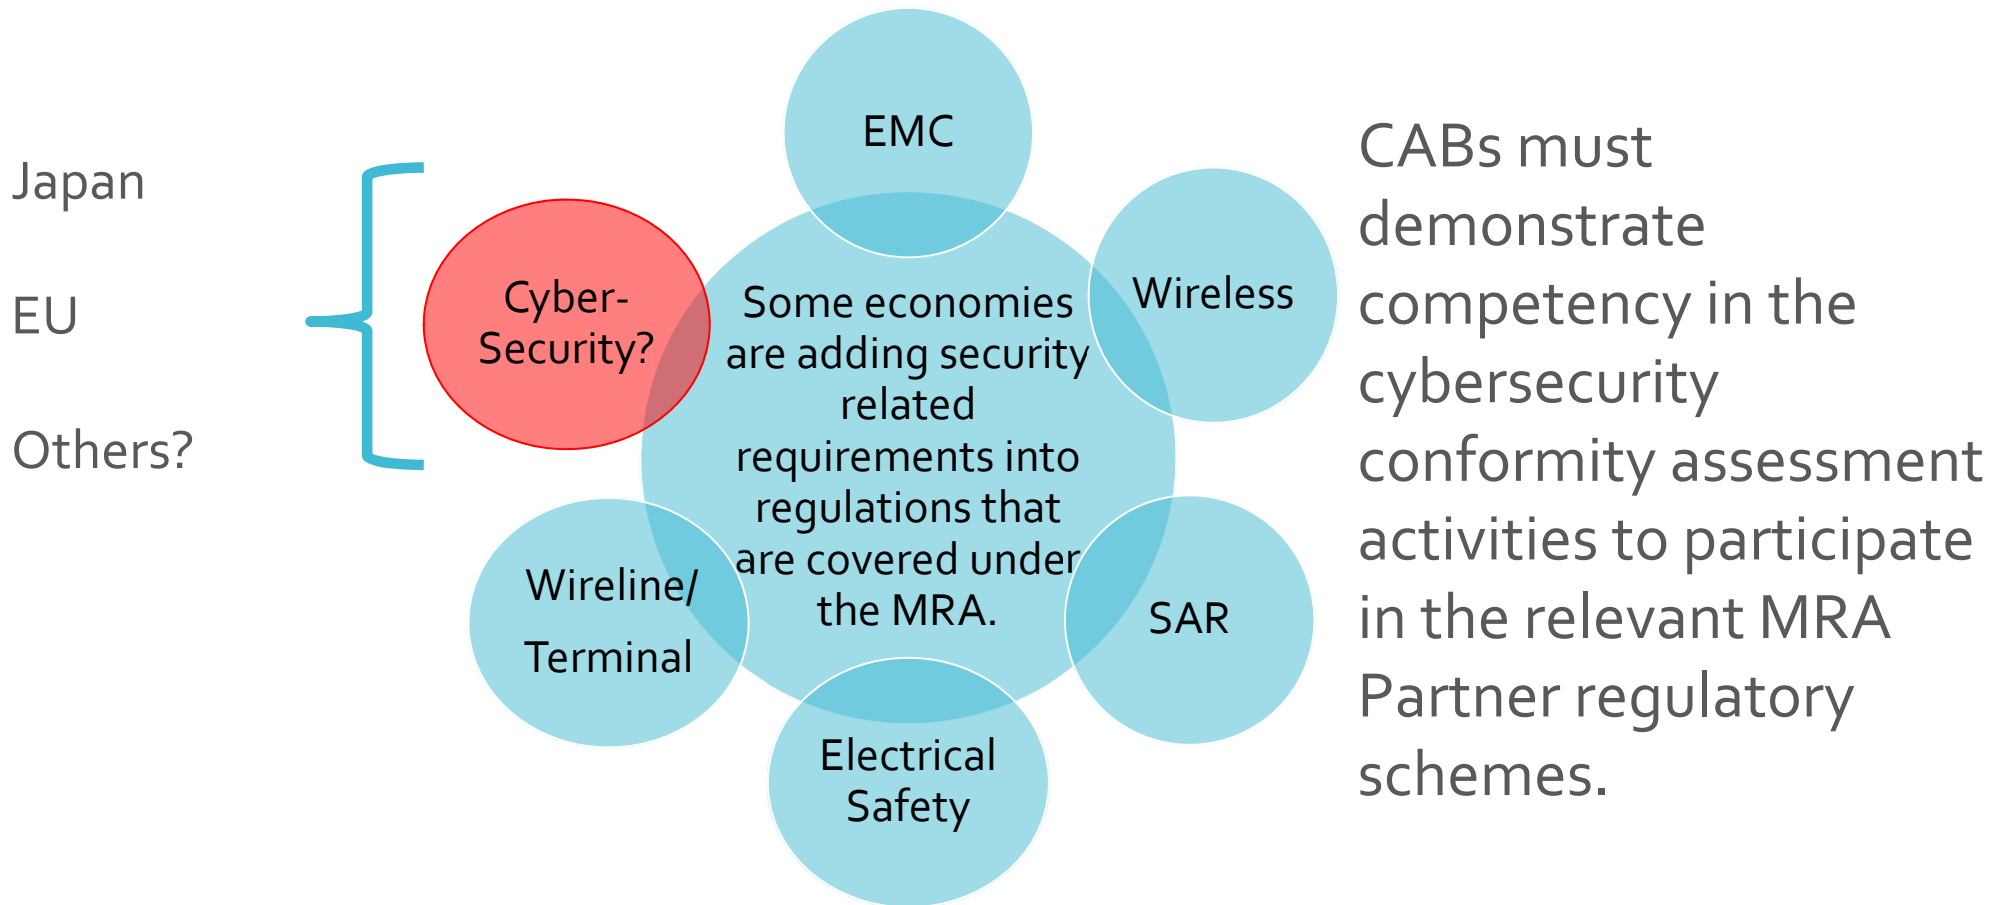 Japan
EU
Others?
EMC
Cyber-
Security?
Wireless
Some economies
are adding security
related
requirements into
regulations that
are covered under
the MRA.
Wireline/
Terminal
SAR
Electrical
Safety
CABs must
demonstrate
competency in the
cybersecurity
conformity assessment
activities to participate
in the relevant MRA
Partner regulatory
schemes.